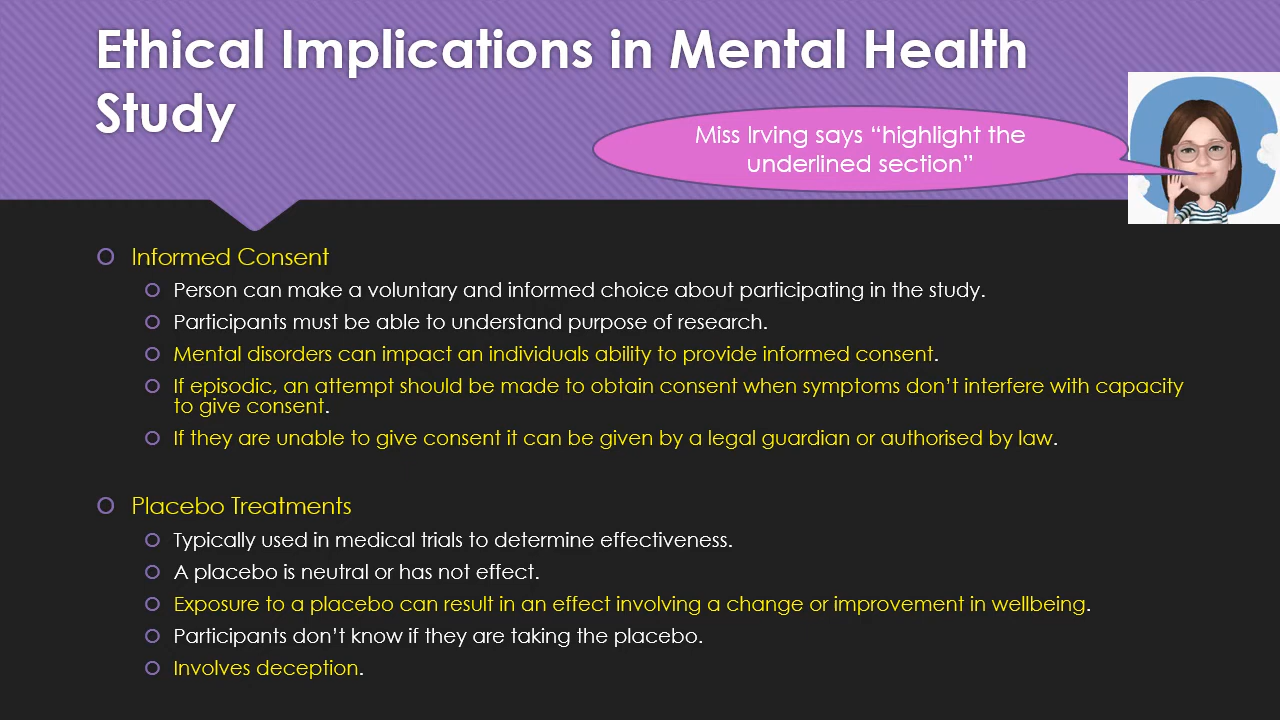 Ethical Implications in Mental Health
Study
Miss Irving says “highlight the
underlined section”
Informed Consent
Person can make a voluntary and informed choice about participating in the study.
Participants must be able to understand purpose of research.
Mental disorders can impact an individuals ability to provide informed consent.
If episodic, an attempt should be made to obtain consent when symptoms don’t interfere with capacity
to give consent.
If they are unable to give consent it can be given by a legal guardian or authorised by law.
Placebo Treatments
Typically used in medical trials to determine effectiveness.
A placebo is neutral or has not effect.
Exposure to a placebo can result in an effect involving a change or improvement in wellbeing.
Participants don’t know if they are taking the placebo.
Involves deception.